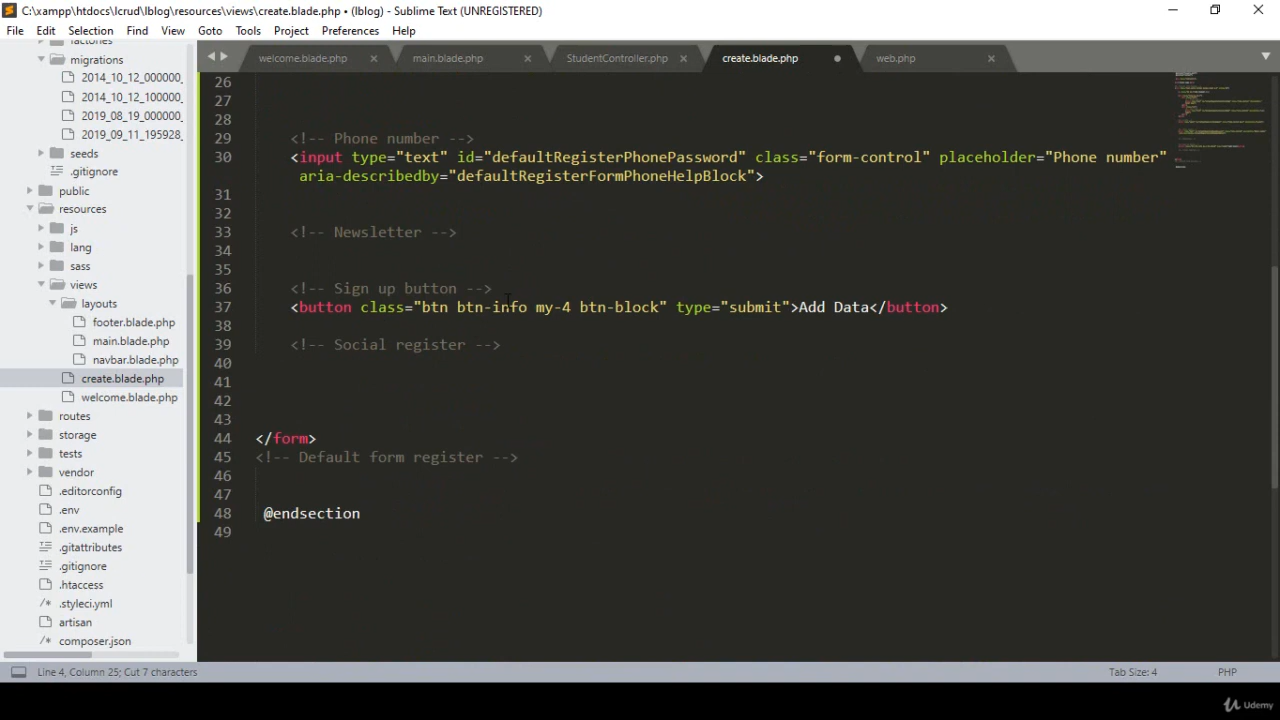 C:\xampp\htdocs\lcrud\lblog\resources\views\create.blade.php • (lblog) - Sublime Text (UNREGISTERED)
File Edit Selection Find View Goto Tools Project Preferences Help
welcome.blade.php main.blade.php StudentController.php create.blade.php web.php
migrations
2014_10_12_000000_
2014_10_12_100000_
2019_08_19_000000_
2019_09_11_195928_
seeds
.gitignore
public
resources
js
lang
sass
views
layouts
footer.blade.php
main.blade.php
navbar.blade.php
create.blade.php
welcome.blade.php
routes
storage
tests
vendor
.editorconfig
.env
.env.example
.gitattributes
.gitignore
.htaccess
/* .styleci.yml
artisan
/* composer.json
26
27
28
29 <!-- Phone number -->
30 <input type="text" id="defaultRegisterPhonePassword" class="form-control" placeholder="Phone number"
aria-describedby="defaultRegisterFormPhoneHelpBlock">
31
32
33 <!-- Newsletter -->
34
35
36 <!-- Sign up button -->
37 <button class="btn btn-info my-4 btn-block" type="submit">Add Data</button>
38
39 <!-- Social register -->
40
41
42
43
44 </form>
45 <!-- Default form register -->
46
47
48 @endsection
49
Line 4, Column 25; Cut 7 characters Tab Size: 4 PHP
Udemy